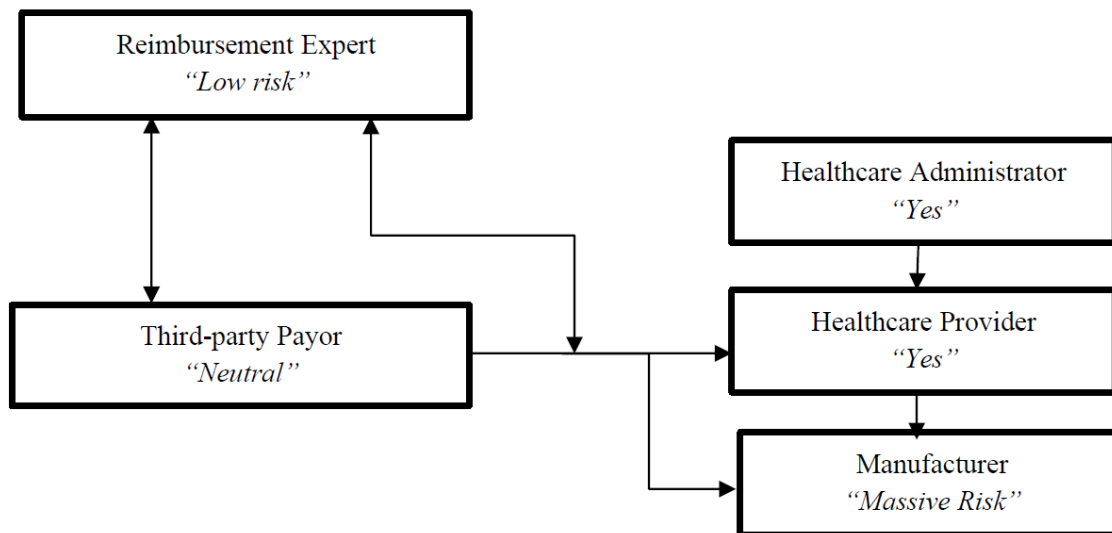 Reimbursement Expert
“Low risk”
Healthcare Administrator
“Yes”
Third-party Payor
“Neutral”
Healthcare Provider
“Yes”
Manufacturer
“Massive Risk”